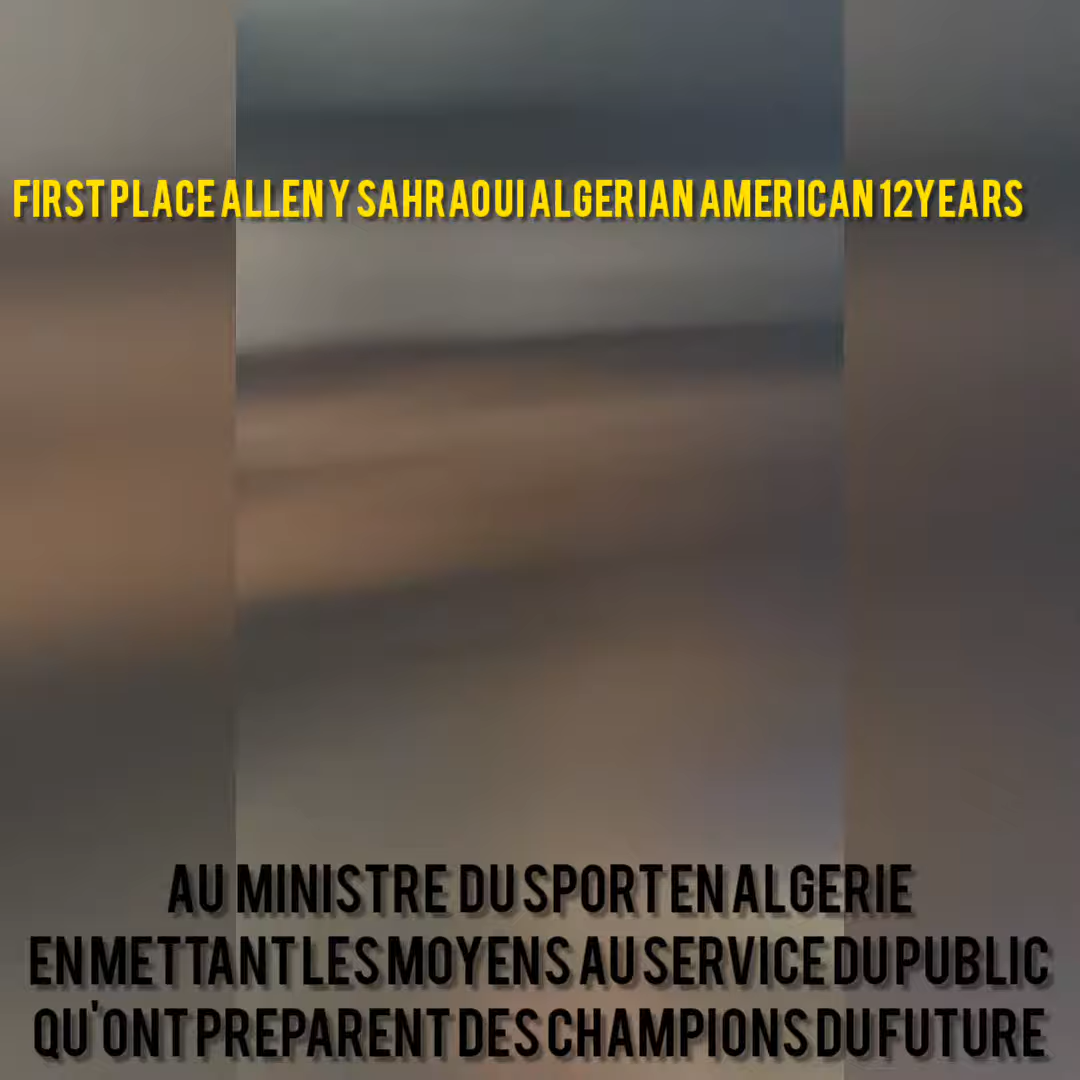 FIRST PLACE ALLEN Y SAHRAOUI ALGERIAN AMERICAN 12YEARS
AU MINISTRE DU SPORT EN ALGERIE
EN METTANT LES MOYENS AU SERVICE DU PUBLIC
QU'ONT PREPARENT DES CHAMPIONS DU FUTURE